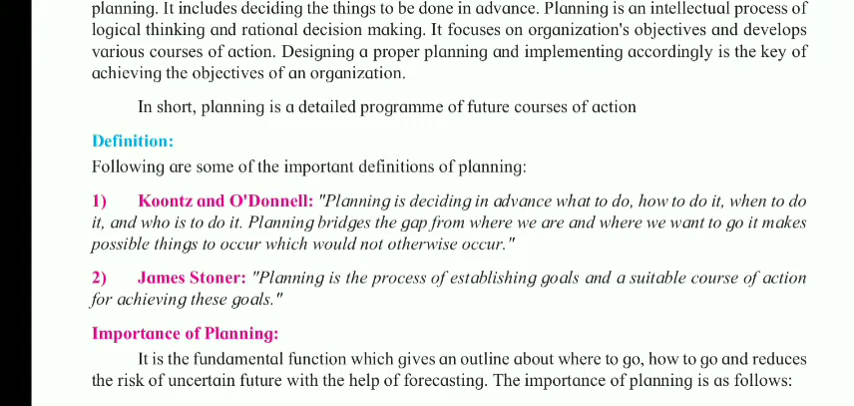 planning. It includes deciding the things to be done in advance. Planning is an intellectual process of
logical thinking and rational decision making. It focuses on organization's objectives and develops
various courses of action. Designing a proper planning and implementing accordingly is the key of
achieving the objectives of an organization.
In short, planning is a detailed programme of future courses of action
Definition:
Following are some of the important definitions of planning:
1) Koontz and O'Donnell: "Planning is deciding in advance what to do, how to do it, when to do
it, and who is to do it. Planning bridges the gap from where we are and where we want to go it makes
possible things to occur which would not otherwise occur."
2) James Stoner: "Planning is the process of establishing goals and a suitable course of action
for achieving these goals."
Importance of Planning:
It is the fundamental function which gives an outline about where to go, how to go and reduces
the risk of uncertain future with the help of forecasting. The importance of planning is as follows: